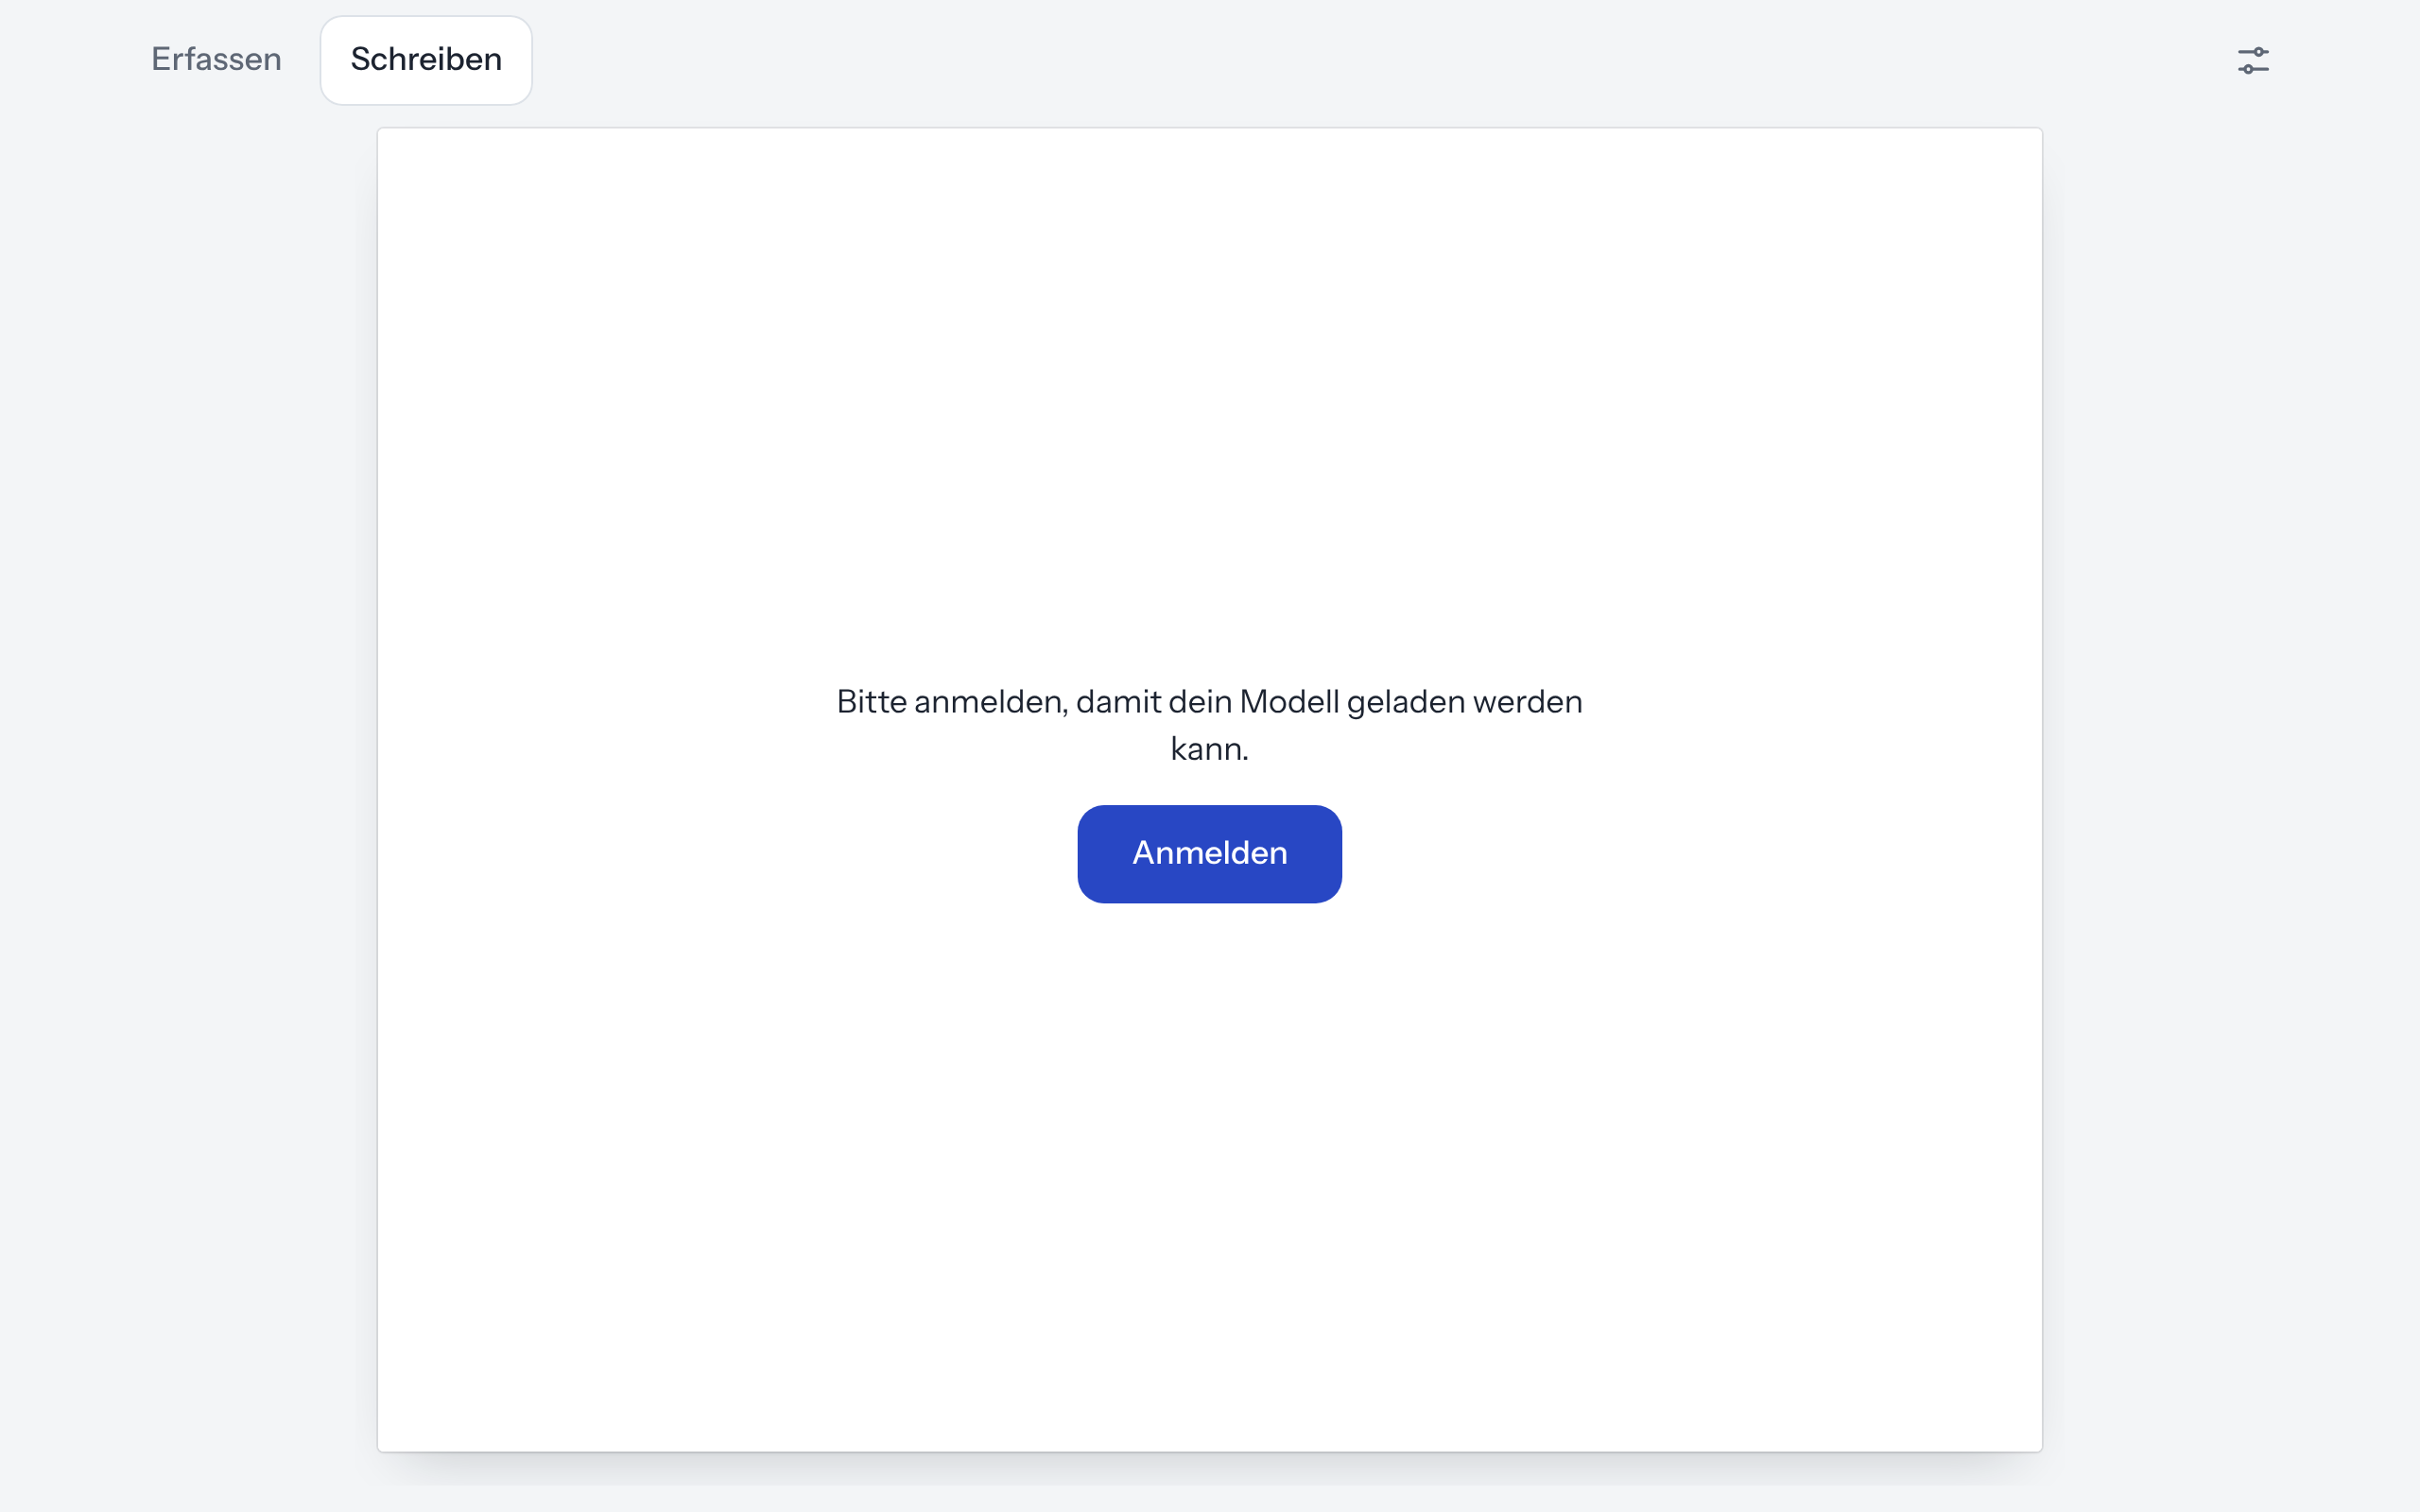 Erfassen
Schreiben
Bitte anmelden, damit dein Modell geladen werden
kann.
Anmelden